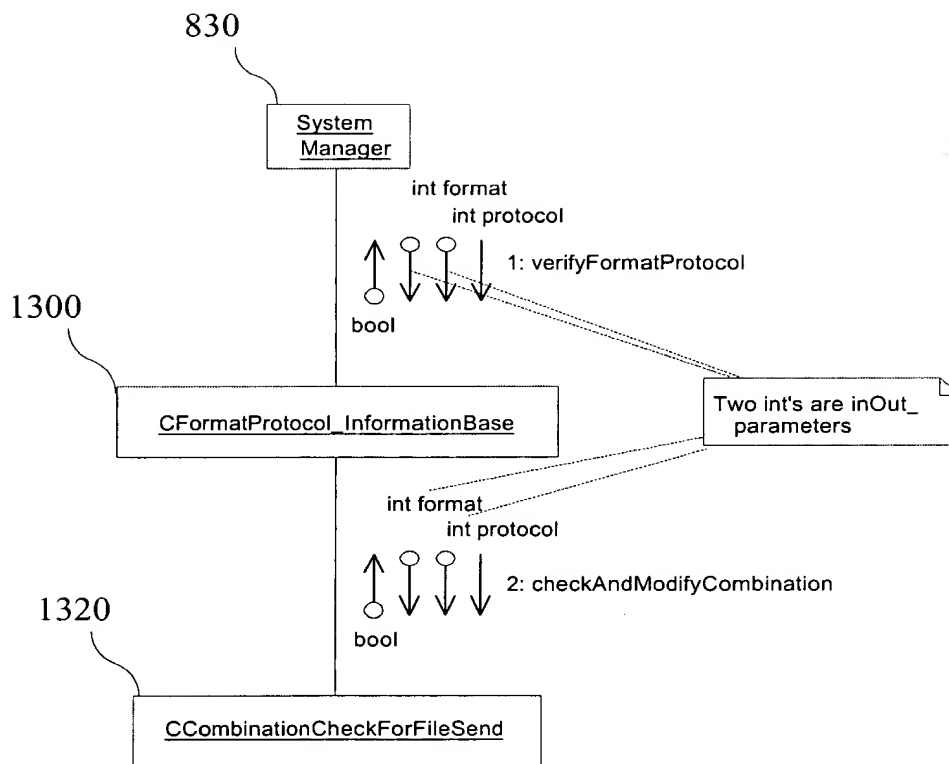 830
System
Manager
int format
int protocol
1: verifyFormatProtocol
bool
1300
CFormatProtocol_InformationBase
Two int's are inOut_
parameters
int format
int protocol
2: checkAndModifyCombination
bool
1320
CCombinationCheckForFileSend